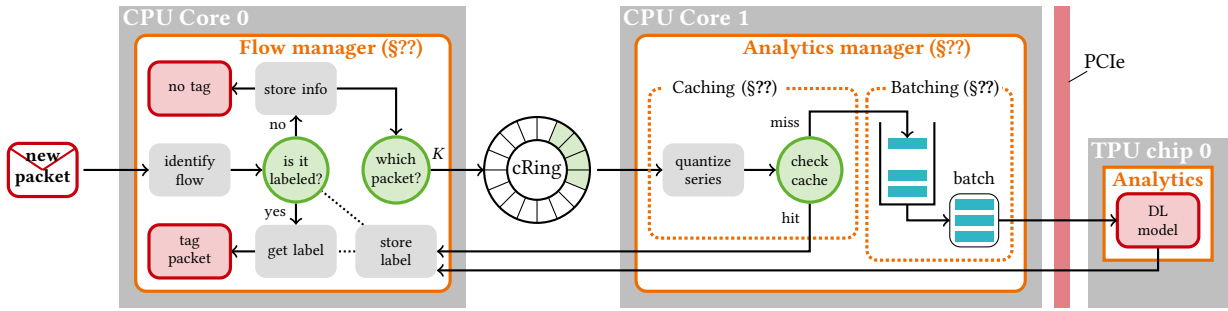 CPU Core 0
Flow manager (§??)
no tag
store info
no
new
packet
identify
flow
is it
labeled?
which
packet?
K
yes
tag
packet
get label
store
label
cRing
CPU Core 1
Analytics manager (§??)
Caching (§??)
Batching (§??)
miss
quantize
series
check
cache
hit
batch
PCIe
TPU chip 0
Analytics
DL
model